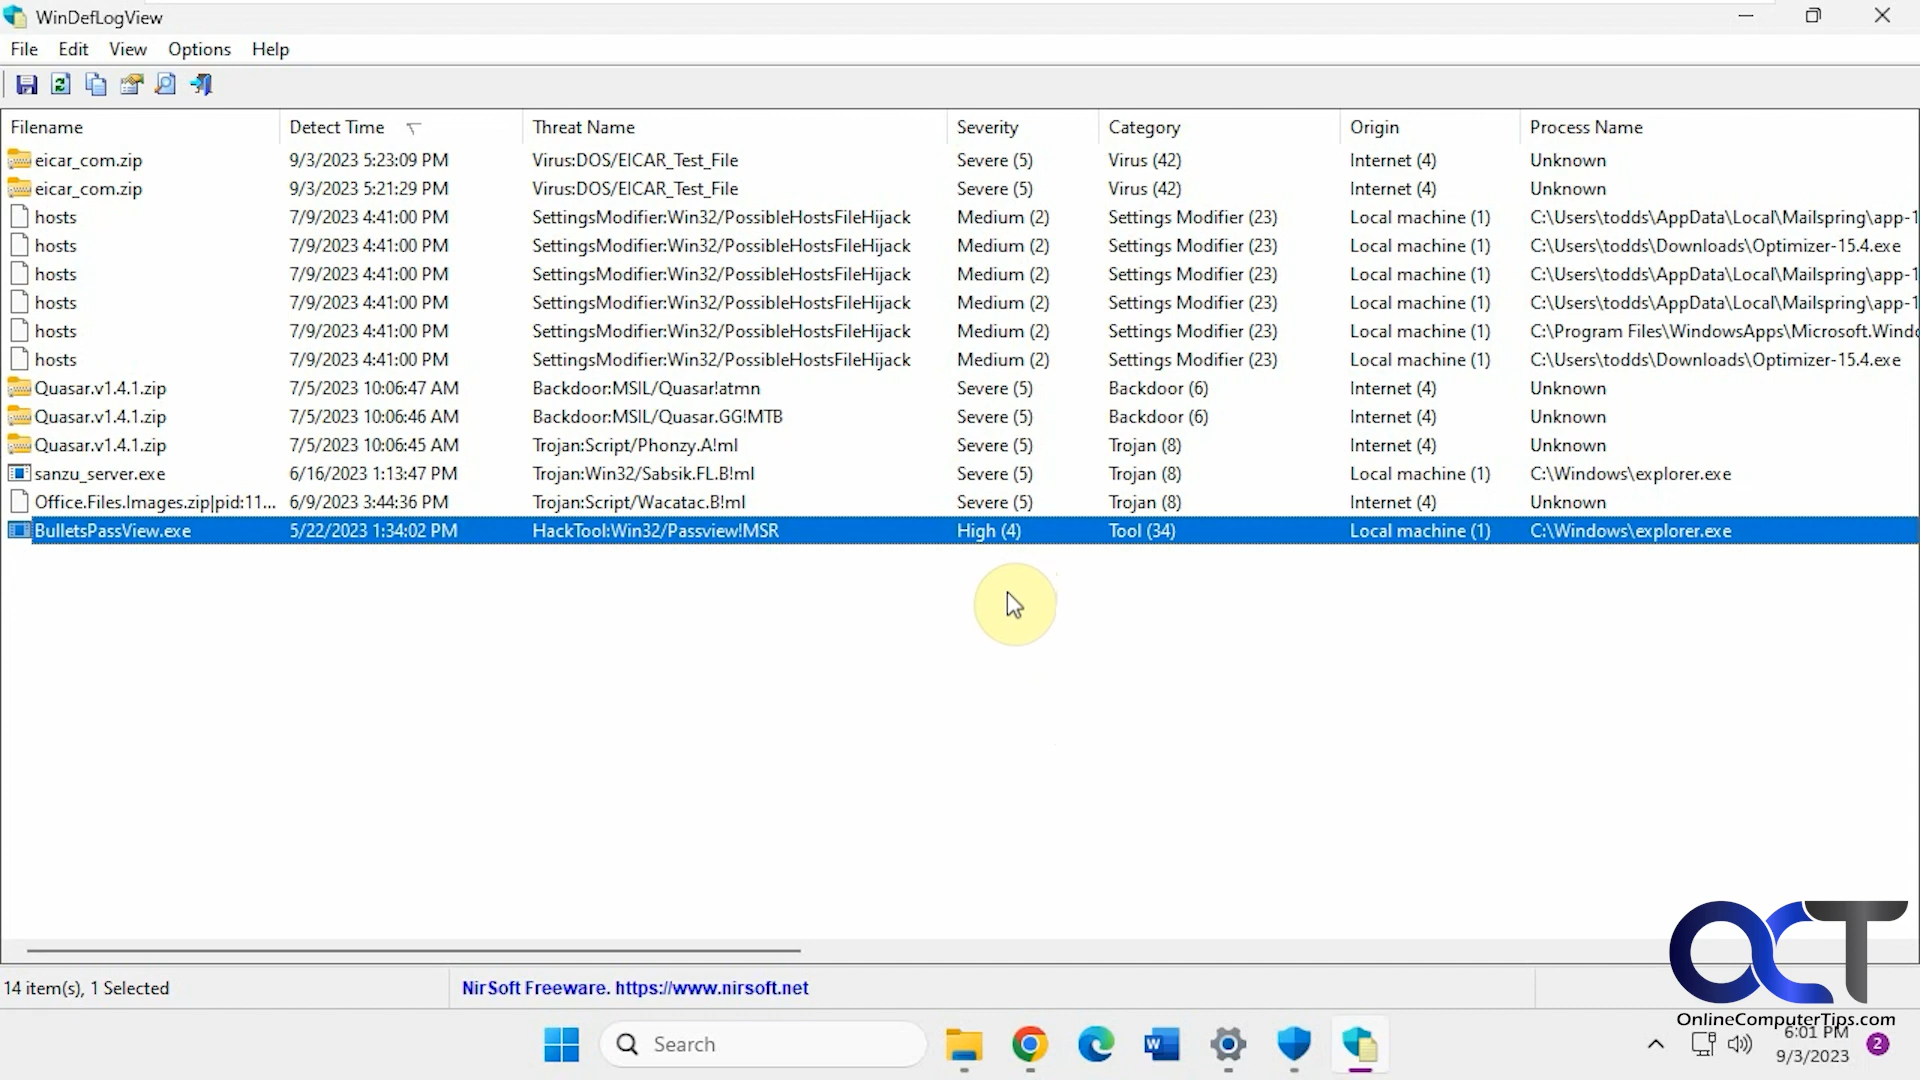 WinDefLogView
File Edit View Options Help
Filename Detect Time Threat Name Severity Category Origin Process Name
eicar_com.zip 9/3/2023 5:23:09 PM Virus:DOS/EICAR_Test_File Severe (5) Virus (42) Internet (4) Unknown
eicar_com.zip 9/3/2023 5:21:29 PM Virus:DOS/EICAR_Test_File Severe (5) Virus (42) Internet (4) Unknown
hosts 7/9/2023 4:41:00 PM SettingsModifier:Win32/PossibleHostsFileHijack Medium (2) Settings Modifier (23) Local machine (1) C:\Users\todds\AppData\Local\Mailspring\app-1
hosts 7/9/2023 4:41:00 PM SettingsModifier:Win32/PossibleHostsFileHijack Medium (2) Settings Modifier (23) Local machine (1) C:\Users\todds\Downloads\Optimizer-15.4.exe
hosts 7/9/2023 4:41:00 PM SettingsModifier:Win32/PossibleHostsFileHijack Medium (2) Settings Modifier (23) Local machine (1) C:\Users\todds\AppData\Local\Mailspring\app-1
hosts 7/9/2023 4:41:00 PM SettingsModifier:Win32/PossibleHostsFileHijack Medium (2) Settings Modifier (23) Local machine (1) C:\Users\todds\AppData\Local\Mailspring\app-1
hosts 7/9/2023 4:41:00 PM SettingsModifier:Win32/PossibleHostsFileHijack Medium (2) Settings Modifier (23) Local machine (1) C:\Program Files\WindowsApps\Microsoft.Windo
hosts 7/9/2023 4:41:00 PM SettingsModifier:Win32/PossibleHostsFileHijack Medium (2) Settings Modifier (23) Local machine (1) C:\Users\todds\Downloads\Optimizer-15.4.exe
Quasar.v1.4.1.zip 7/5/2023 10:06:47 AM Backdoor:MSIL/Quasar!atmn Severe (5) Backdoor (6) Internet (4) Unknown
Quasar.v1.4.1.zip 7/5/2023 10:06:46 AM Backdoor:MSIL/Quasar.GG!MTB Severe (5) Backdoor (6) Internet (4) Unknown
Quasar.v1.4.1.zip 7/5/2023 10:06:45 AM Trojan:Script/Phonzy.A!ml Severe (5) Trojan (8) Internet (4) Unknown
sanzu_server.exe 6/16/2023 1:13:47 PM Trojan:Win32/Sabsik.FL.B!ml Severe (5) Trojan (8) Local machine (1) C:\Windows\explorer.exe
Office.Files.Images.zip|pid:11... 6/9/2023 3:44:36 PM Trojan:Script/Wacatac.B!ml Severe (5) Trojan (8) Internet (4) Unknown
BulletsPassView.exe 5/22/2023 1:34:02 PM HackTool:Win32/Passview!MSR High (4) Tool (34) Local machine (1) C:\Windows\explorer.exe
14 item(s), 1 Selected NirSoft Freeware. https://www.nirsoft.net
OCT
OnlineComputerTips.com
Search W 6:01 PM
9/3/2023 2